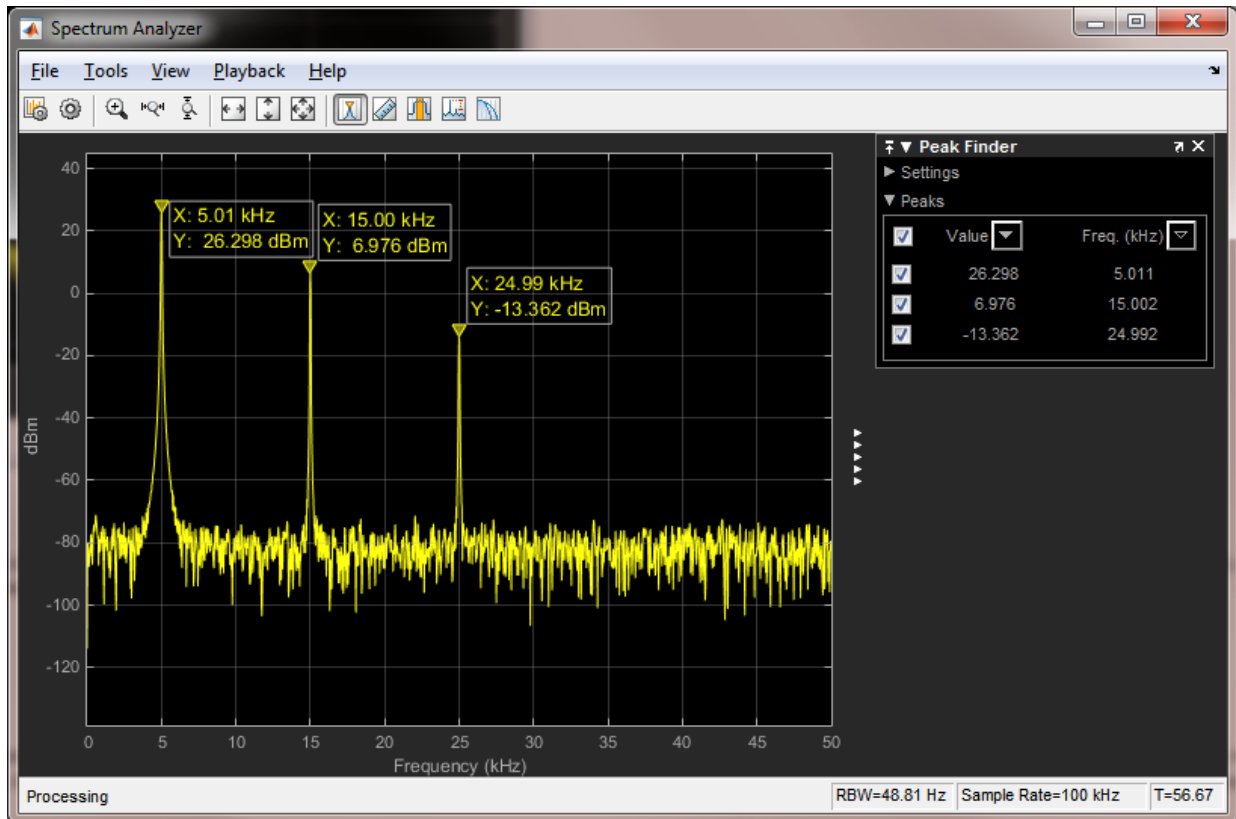 Spectrum Analyzer
File Tools View Playback Help
40
20
0
-20
-40
-60
-80
-100
-120
dBm
X: 5.01 kHz
Y: 26.298 dBm
X: 15.00 kHz
Y: 6.976 dBm
X: 24.99 kHz
Y: -13.362 dBm
0 5 10 15 20 25 30 35 40 45 50
Frequency (kHz)
Peak Finder
Settings
Peaks
Value Freq. (kHz)
26.298 5.011
6.976 15.002
-13.362 24.992
Processing RBW=48.81 Hz Sample Rate=100 kHz T=56.67